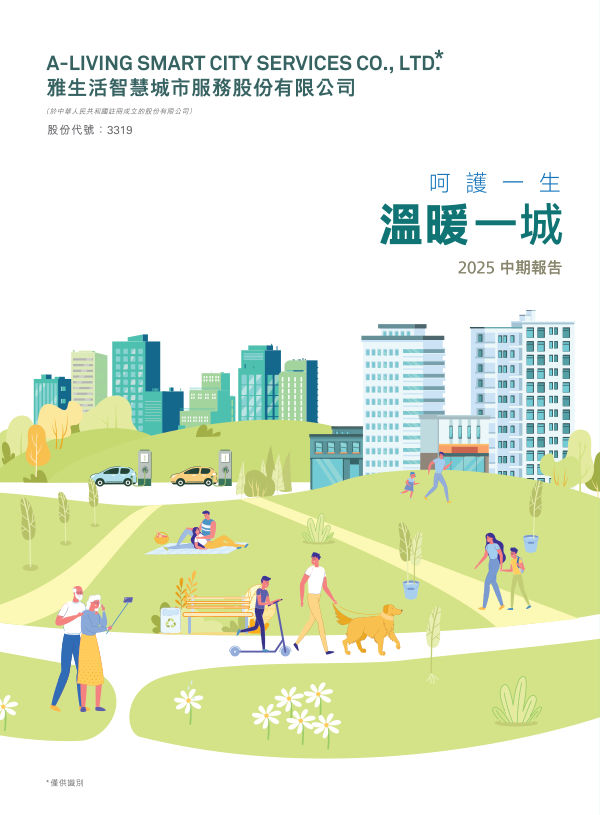 A-LIVING SMART CITY SERVICES CO., LTD.*
雅生活智慧城市服務股份有限公司
(於中華人民共和國註冊成立的股份有限公司)
股份代號：3319
呵護一生
溫暖一城
2025 中期報告
*僅供識別